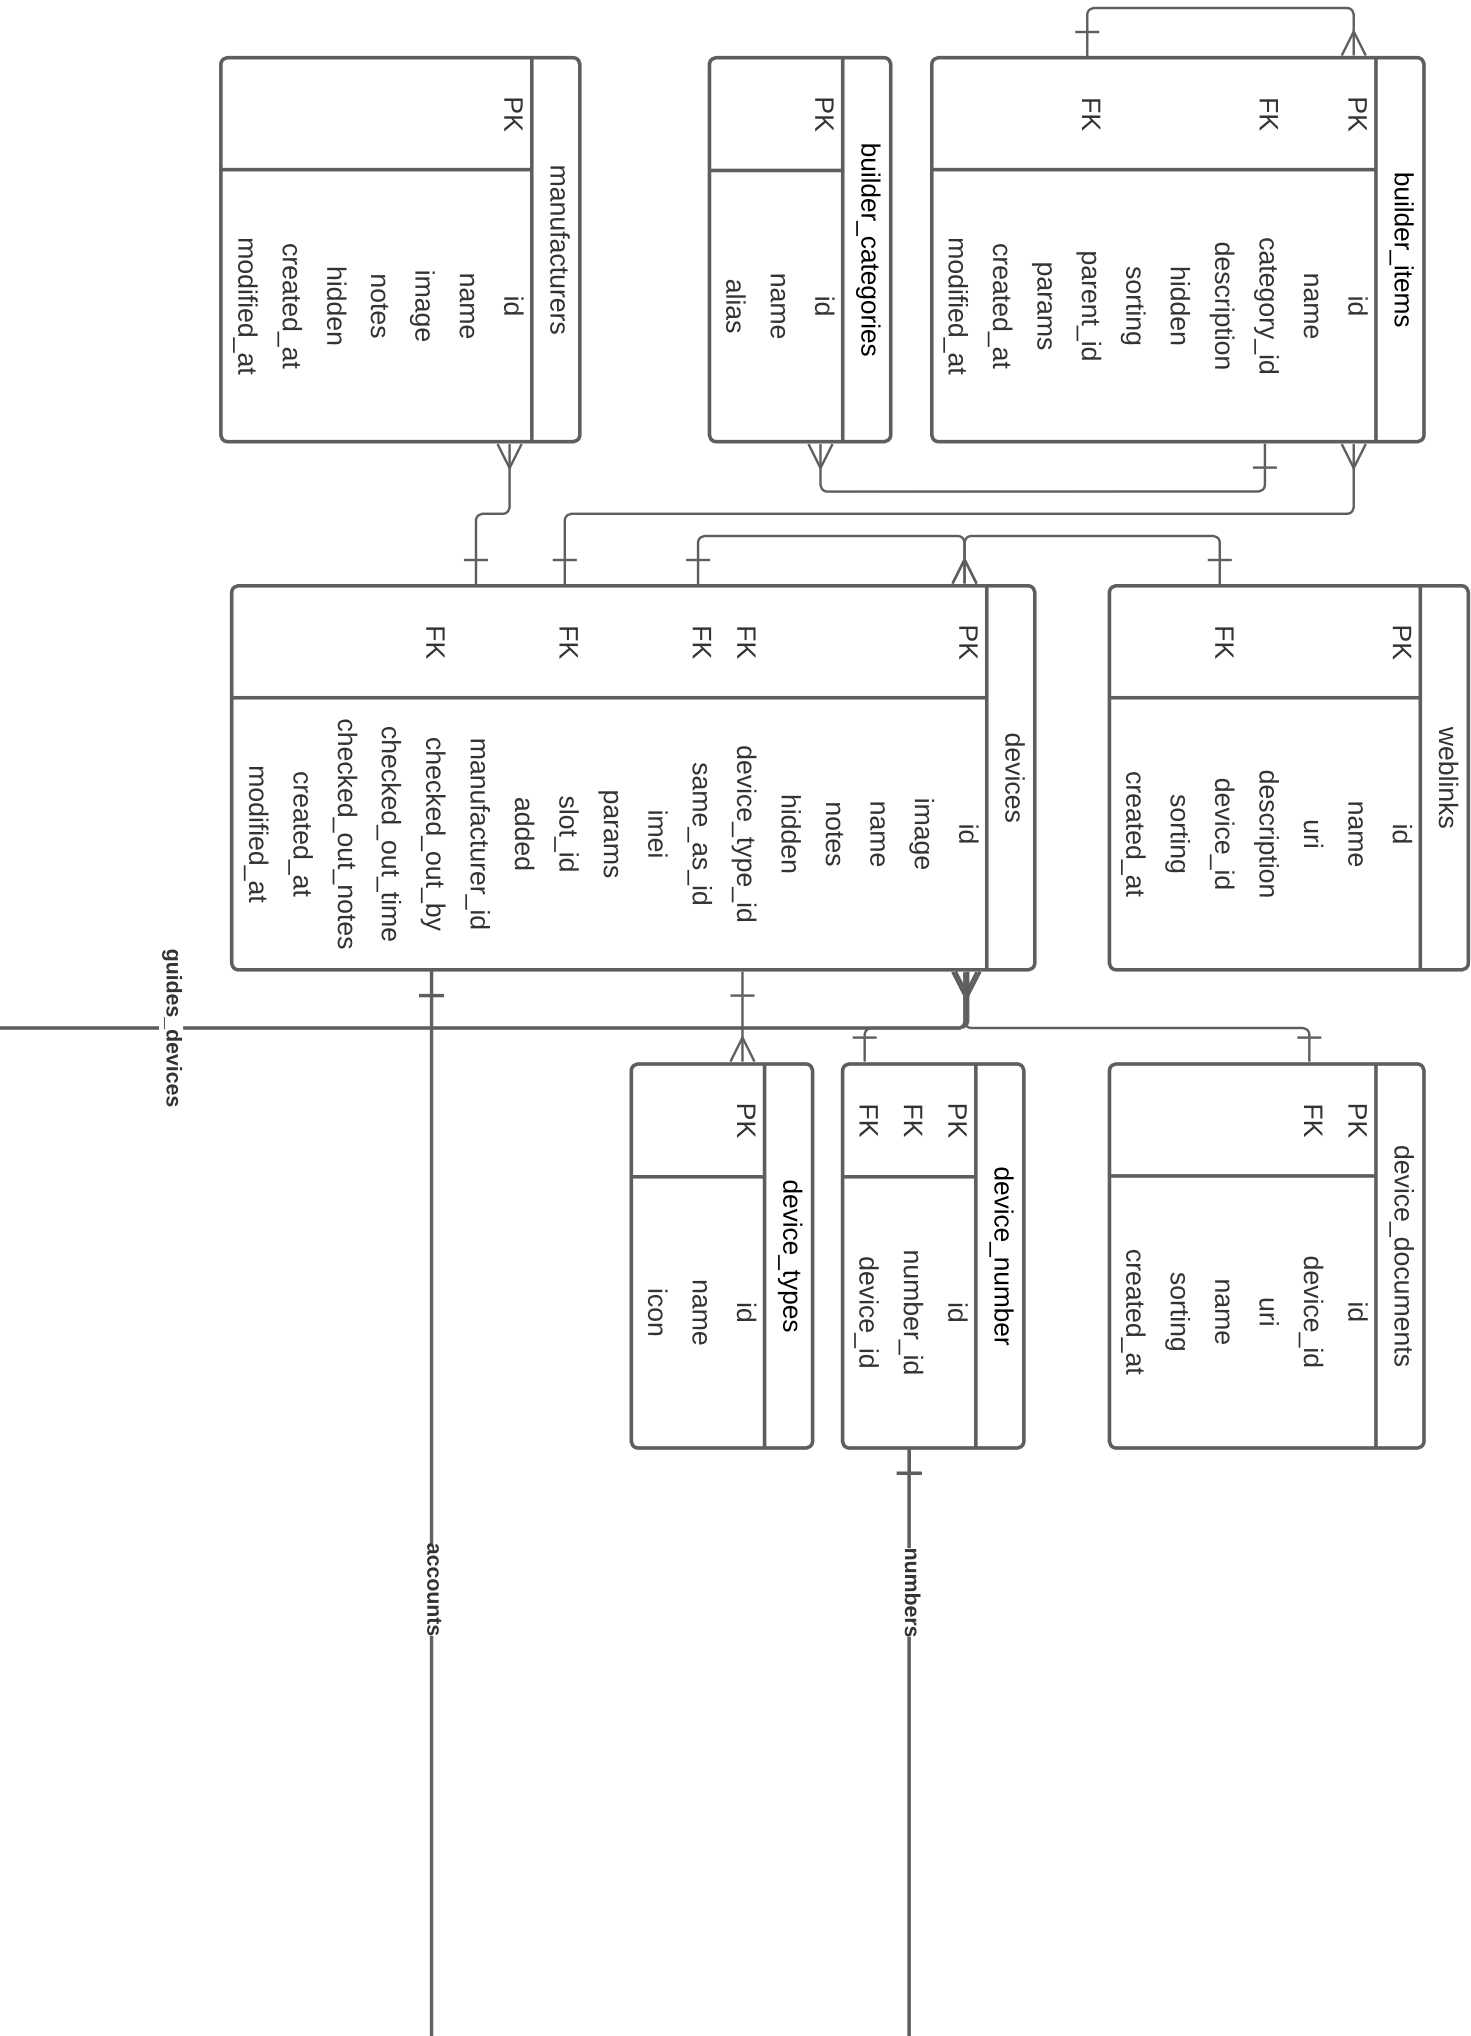 builder_items
PK id
name
FK category_id
description
hidden
sorting
FK parent_id
params
created_at
modified_at
builder_categories
PK id
name
alias
manufacturers
PK id
name
image
notes
hidden
created_at
modified_at
weblinks
PK id
name
uri
description
FK device_id
sorting
created_at
devices
PK id
image
name
notes
hidden
FK device_type_id
FK same_as_id
imei
params
FK slot_id
added
manufacturer_id
FK checked_out_by
checked_out_time
checked_out_notes
created_at
modified_at
guides_devices
device_documents
PK id
FK device_id
uri
name
sorting
created_at
device_number
PK id
FK number_id
FK device_id
device_types
PK id
name
icon
numbers
accounts